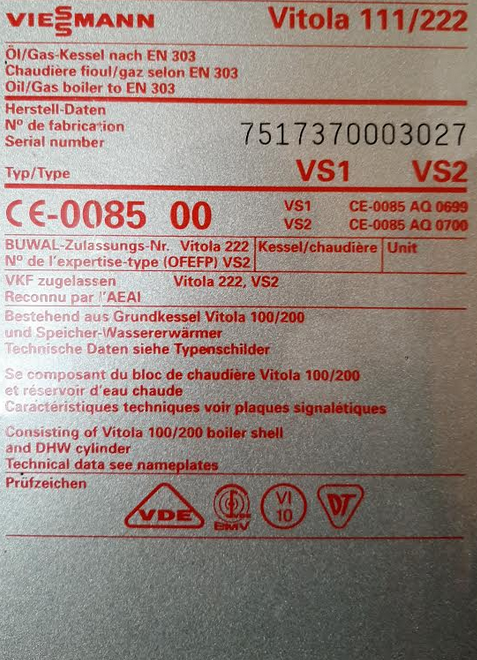 VIESSMANN Vitola 111/222
Öl/Gas-Kessel nach EN 303
Chaudière fioul/gaz selon EN 303
Oil/Gas boiler to EN 303
Herstell-Daten
Nº de fabrication
Serial number 7517370003027
Typ/Type VS1 VS2
CE-0085 00 VS1 CE-0085 AQ 0699
VS2 CE-0085 AQ 0700
BUWAL-Zulassungs-Nr. Vitola 222 Kessel/chaudière Unit
Nº de l'expertise-type (OFEFP) VS2
VKF zugelassen Vitola 222, VS2
Reconnu par l'AEAI
Bestehend aus Grundkessel Vitola 100/200
und Speicher-Wassererwärmer
Technische Daten siehe Typenschilder
Se composant du bloc de chaudière Vitola 100/200
et réservoir d'eau chaude
Caractéristiques techniques voir plaques signalétiques
Consisting of Vitola 100/200 boiler shell
and DHW cylinder
Technical data see nameplates
Prüfzeichen
VDE VDE BMV VI 10 DT